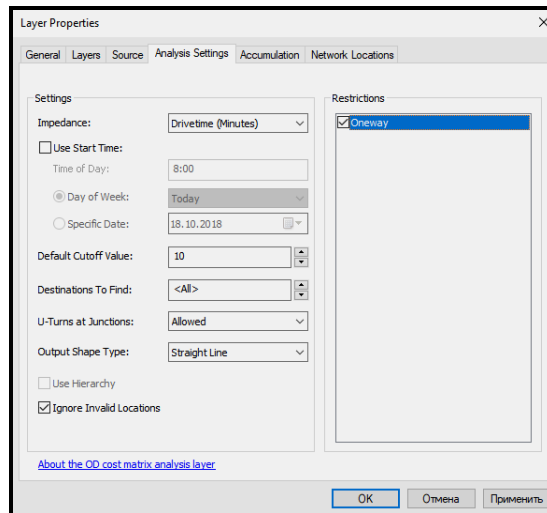 Layer Properties
General Layers Source Analysis Settings Accumulation Network Locations
Settings
Impedance: Drivetime (Minutes)
Use Start Time:
Time of Day: 8:00
Day of Week: Today
Specific Date: 18.10.2018
Default Cutoff Value: 10
Destinations To Find: <All>
U-Turns at Junctions: Allowed
Output Shape Type: Straight Line
Use Hierarchy
Ignore Invalid Locations
About the OD cost matrix analysis layer
Restrictions
Oneway
OK Отмена Применить